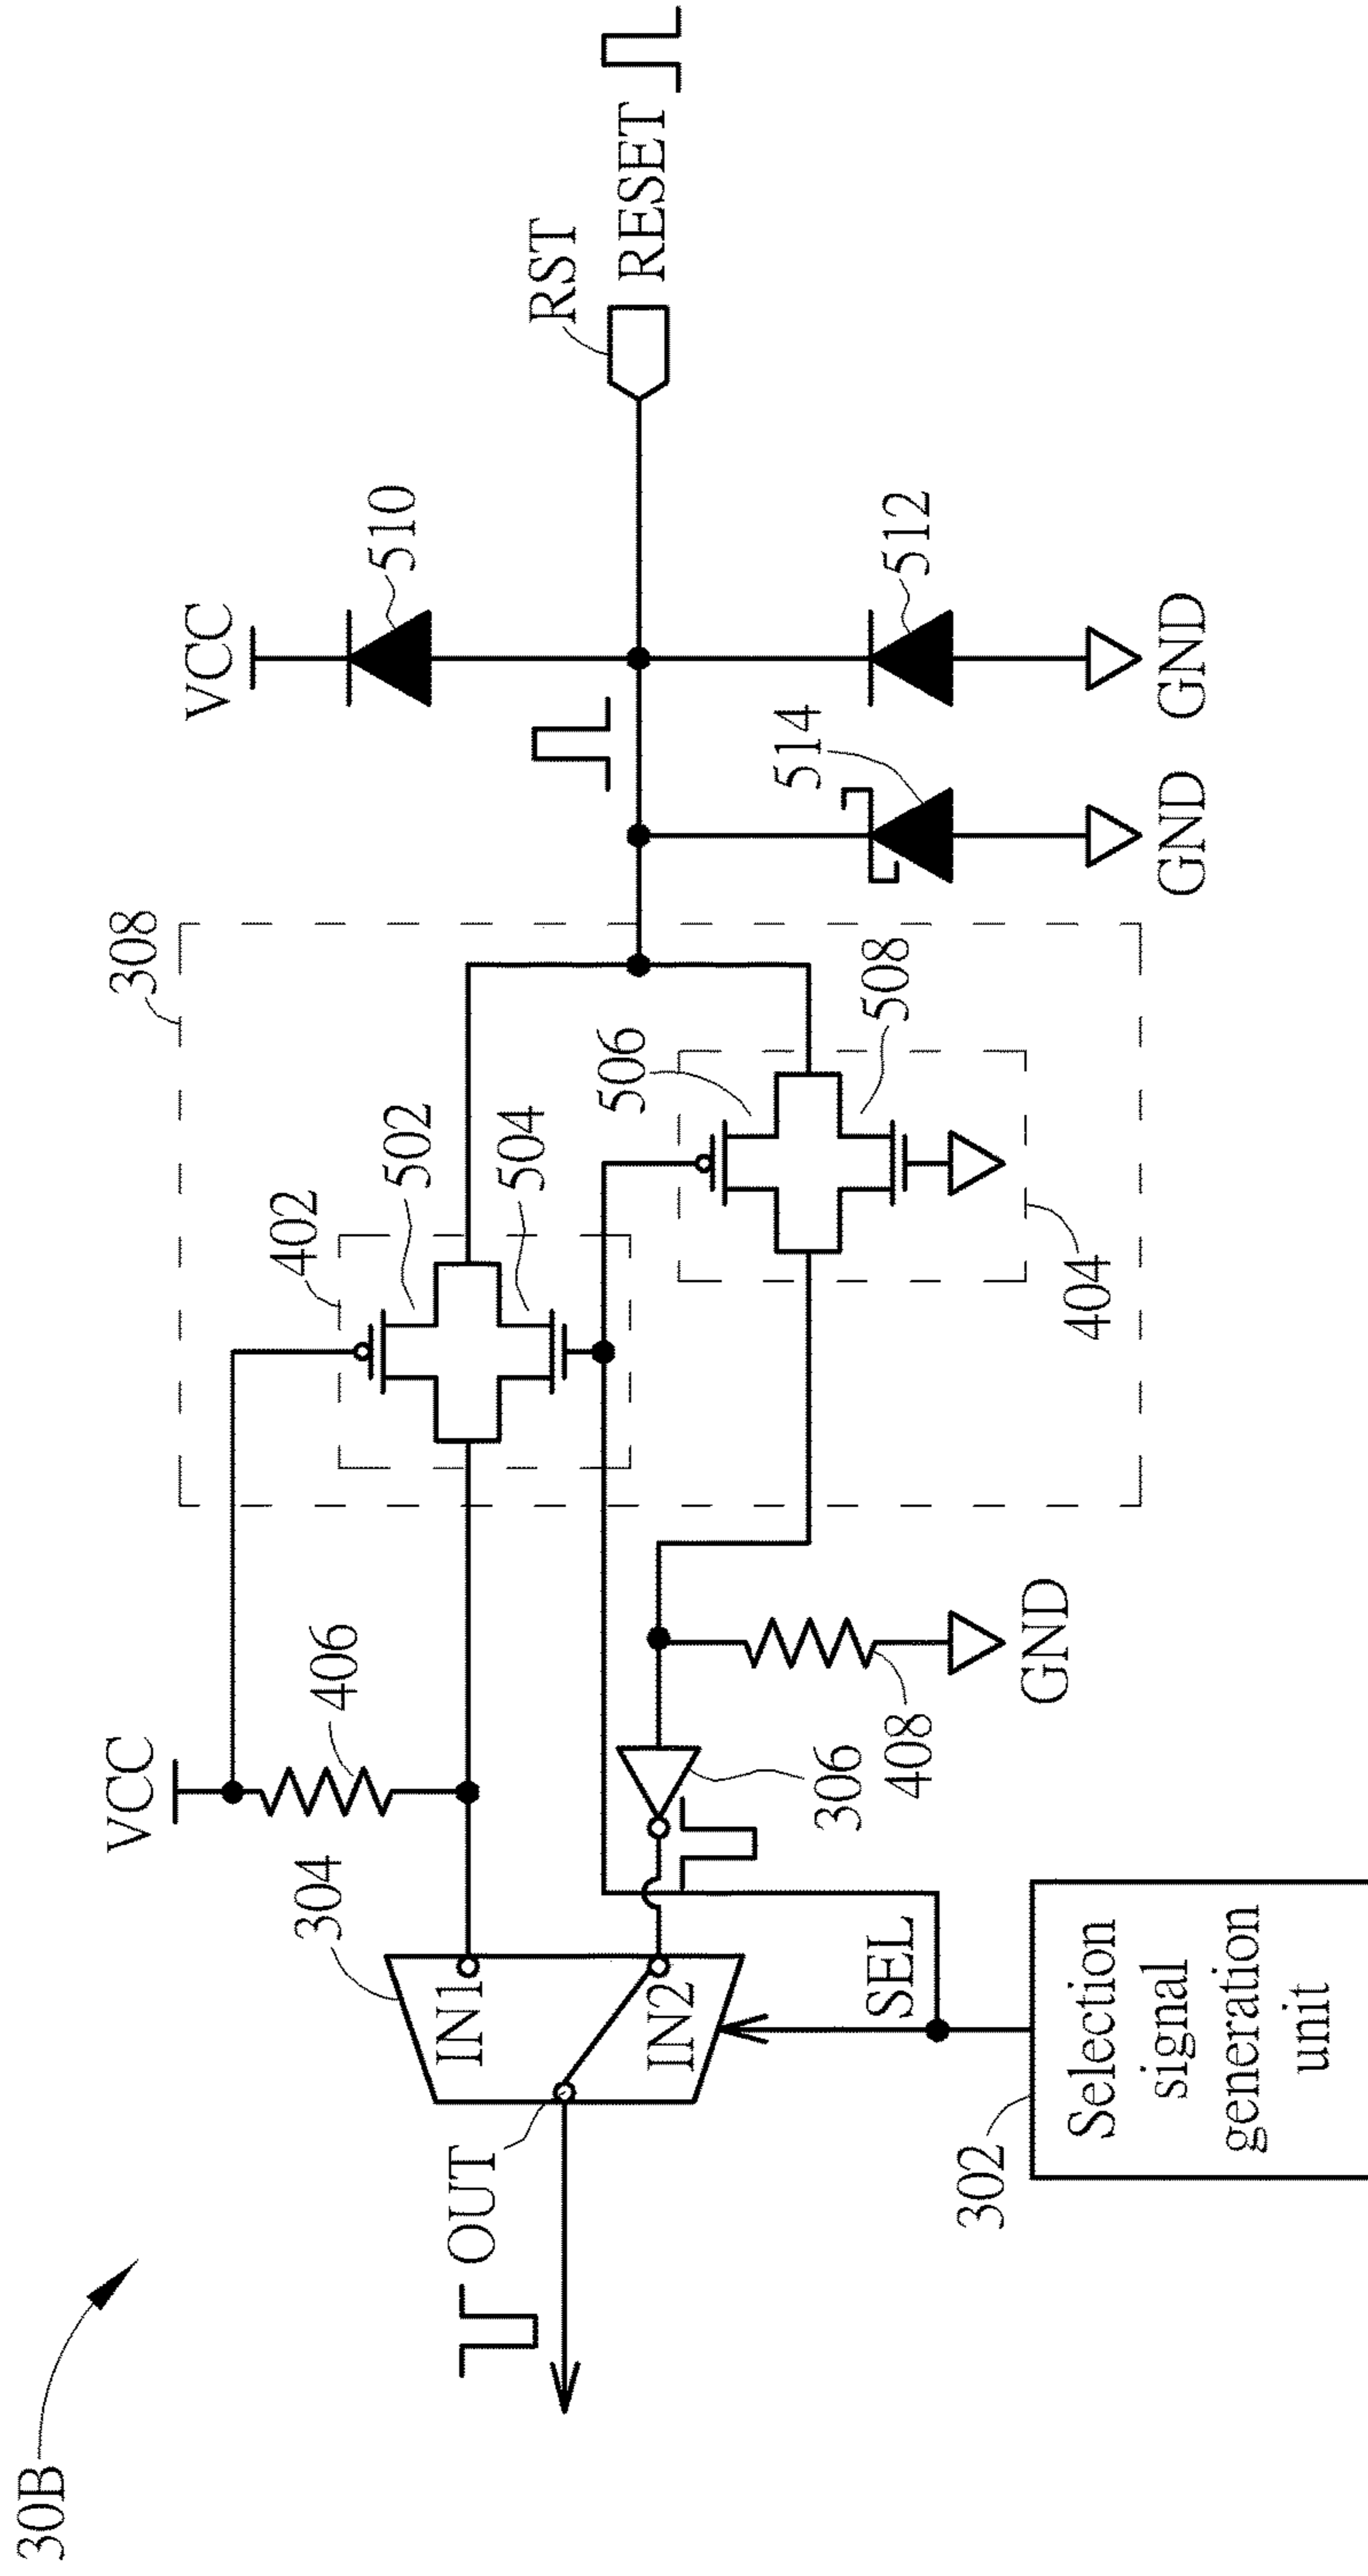 30B
OUT
304
IN1
IN2
302
Selection
signal
generation
unit
SEL
VCC
406
306
408
GND
308
402
502
504
404
506
508
VCC
510
514
512
GND
GND
RST
RESET